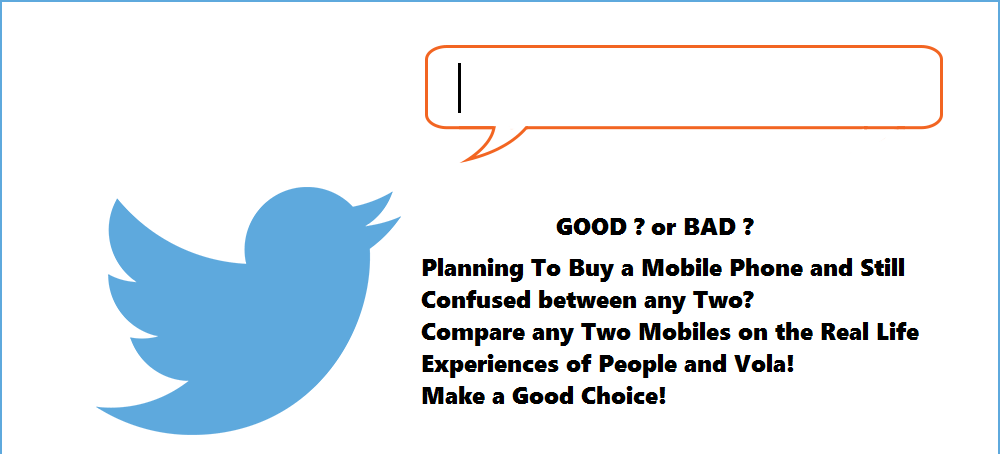 GOOD ? or BAD ?
Planning To Buy a Mobile Phone and Still
Confused between any Two?
Compare any Two Mobiles on the Real Life
Experiences of People and Vola!
Make a Good Choice!